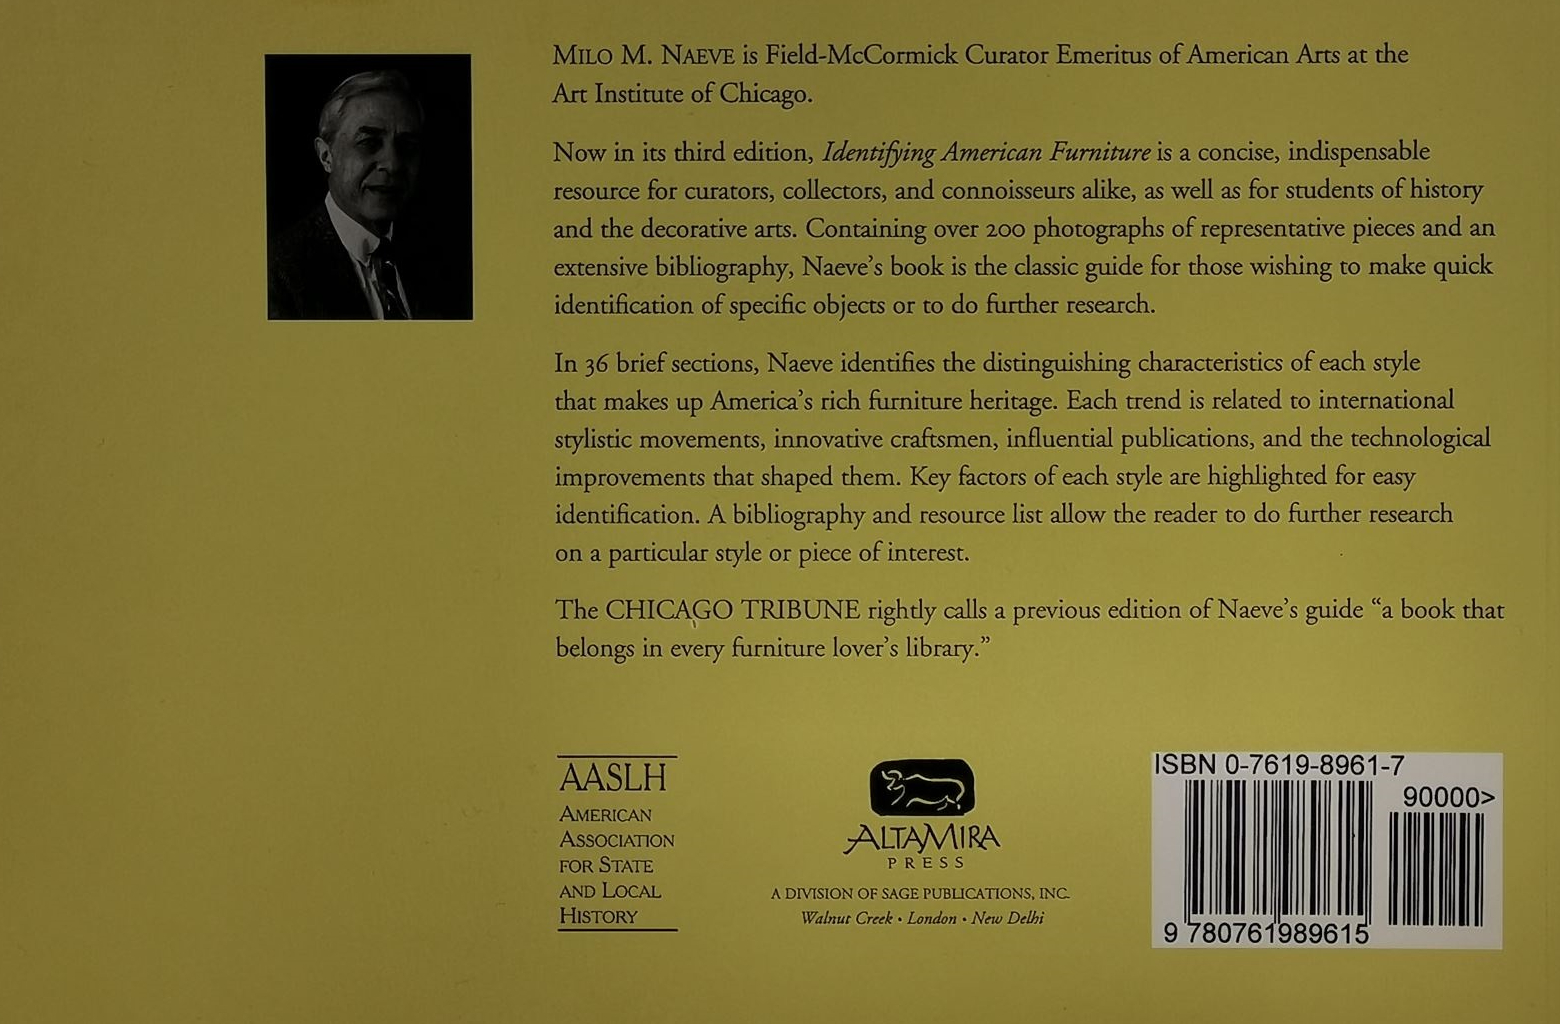 MILO M. NAEVE is Field-McCormick Curator Emeritus of American Arts at the
Art Institute of Chicago.
Now in its third edition, Identifying American Furniture is a concise, indispensable
resource for curators, collectors, and connoisseurs alike, as well as for students of history
and the decorative arts. Containing over 200 photographs of representative pieces and an
extensive bibliography, Naeve's book is the classic guide for those wishing to make quick
identification of specific objects or to do further research.
In 36 brief sections, Naeve identifies the distinguishing characteristics of each style
that makes up America's rich furniture heritage. Each trend is related to international
stylistic movements, innovative craftsmen, influential publications, and the technological
improvements that shaped them. Key factors of each style are highlighted for easy
identification. A bibliography and resource list allow the reader to do further research
on a particular style or piece of interest.
The CHICAGO TRIBUNE rightly calls a previous edition of Naeve's guide “a book that
belongs in every furniture lover's library.”
AASLH
AMERICAN
ASSOCIATION
FOR STATE
AND LOCAL
HISTORY
ALTAMIRA
PRESS
A DIVISION OF SAGE PUBLICATIONS, INC.
Walnut Creek • London • New Delhi
ISBN 0-7619-8961-7
90000>
9 780761989615